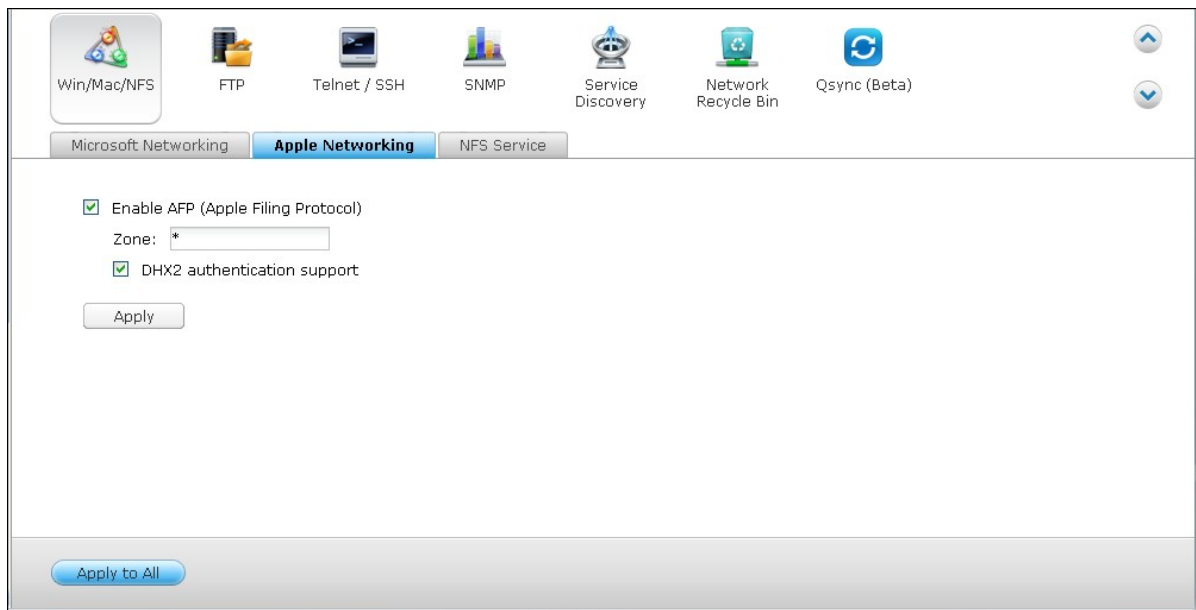 Win/Mac/NFS
FTP
Telnet / SSH
SNMP
Service
Discovery
Network
Recycle Bin
Qsync (Beta)
Microsoft Networking
Apple Networking
NFS Service
Enable AFP (Apple Filing Protocol)
Zone: *
DHX2 authentication support
Apply
Apply to All